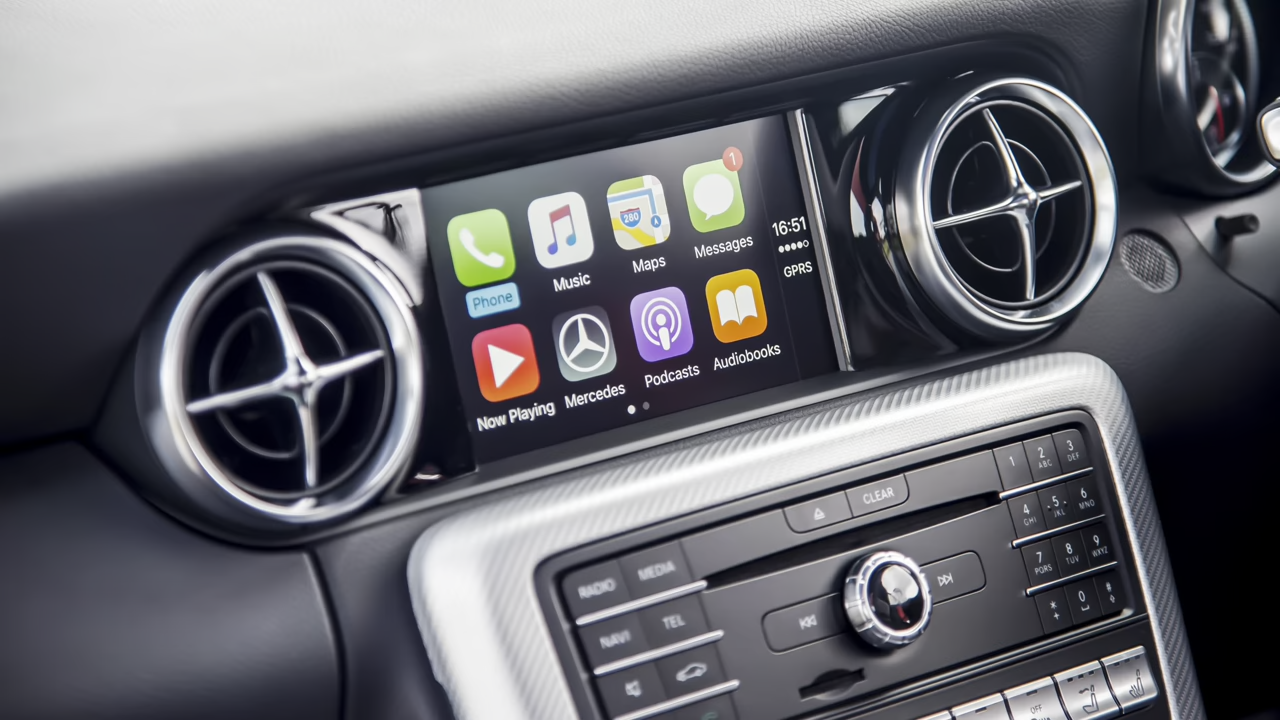 1
280
Phone
Music
Maps
Messages
16:51
GPRS
Now Playing
Mercedes
Podcasts
Audiobooks
CLEAR
1
2 ABC
3 DEF
4 GHI
5 JKL
6 MNO
7 PQRS
8 TUV
9 WXYZ
*
+
0
#
RADIO
MEDIA
NAVI
TEL
OFF